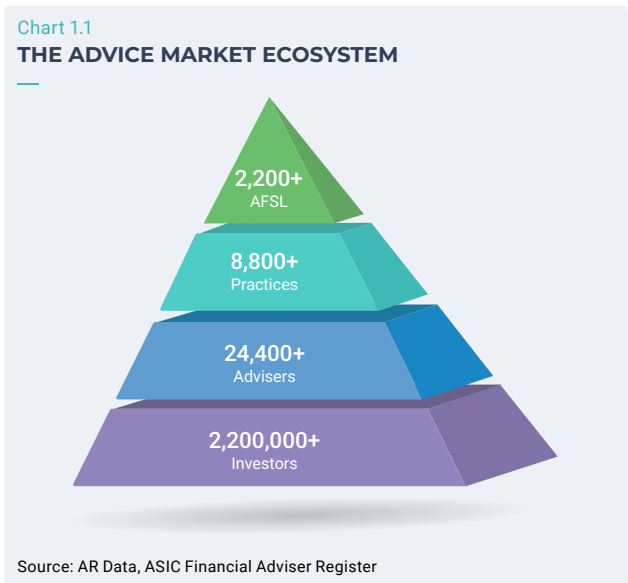 Chart 1.1
THE ADVICE MARKET ECOSYSTEM
2,200+
AFSL
8,800+
Practices
24,400+
Advisers
2,200,000+
Investors
Source: AR Data, ASIC Financial Adviser Register